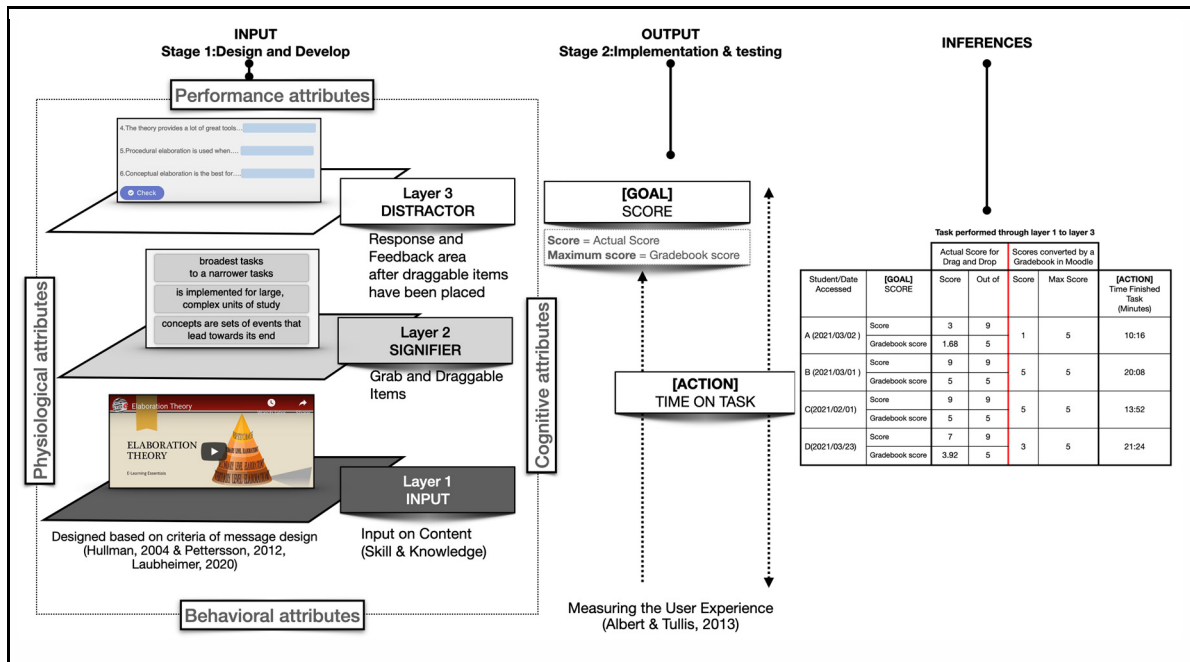 INPUT
Stage 1:Design and Develop
Performance attributes
4.The theory provides a lot of great tools...
5.Procedural elaboration is used when....
6.Conceptual elaboration is the best for....
Check
Layer 3
DISTRACTOR
Response and
Feedback area
after draggable items
have been placed
broadest tasks
to a narrower tasks
is implemented for large,
complex units of study
concepts are sets of events that
lead towards its end
Layer 2
SIGNIFIER
Grab and Draggable
Items
Physiological attributes
Cognitive attributes
Elaboration Theory
ELABORATION
THEORY
E-Learning Essentials
Layer 1
INPUT
Input on Content
(Skill & Knowledge)
Designed based on criteria of message design
(Hullman, 2004 & Pettersson, 2012,
Laubheimer, 2020)
Behavioral attributes
OUTPUT
Stage 2:Implementation & testing
[GOAL]
SCORE
Score = Actual Score
Maximum score = Gradebook score
[ACTION]
TIME ON TASK
Measuring the User Experience
(Albert & Tullis, 2013)
INFERENCES
Task performed through layer 1 to layer 3
Actual Score for
Drag and Drop
Scores converted by a
Gradebook in Moodle
Student/Date
Accessed
[GOAL]
SCORE
Score
Out of
Score
Max Score
[ACTION]
Time Finished
Task
(Minutes)
A (2021/03/02 )
Score 3 9
Gradebook score 1.68 5
1 5 10:16
B (2021/03/01 )
Score 9 9
Gradebook score 5 5
5 5 20:08
C(2021/02/01)
Score 9 9
Gradebook score 5 5
5 5 13:52
D(2021/03/23)
Score 7 9
Gradebook score 3.92 5
3 5 21:24